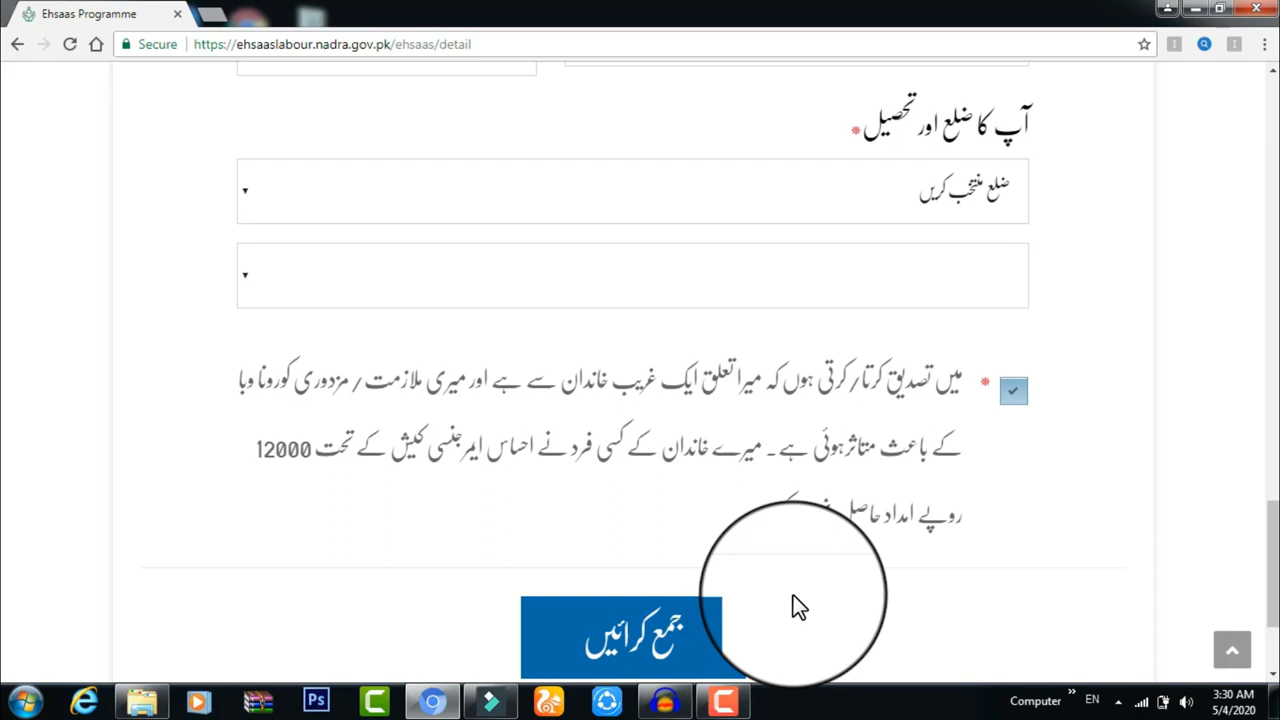 Ehsaas Programme
Secure https://ehsaaslabour.nadra.gov.pk/ehsaas/detail
آپ کا ضلع اور تحصیل*
ضلع منتخب کریں
* میں تصدیق کرتا/کرتی ہوں کہ میرا تعلق ایک غریب خاندان سے ہے اور میری ملازمت/مزدوری کورونا وبا
کے باعث متاثر ہوئی ہے۔ میرے خاندان کے کسی فرد نے احساس ایمرجنسی کیش کے تحت 12000
روپے امداد حاصل
جمع کرائیں
Ps
Computer
EN
3:30 AM
5/4/2020